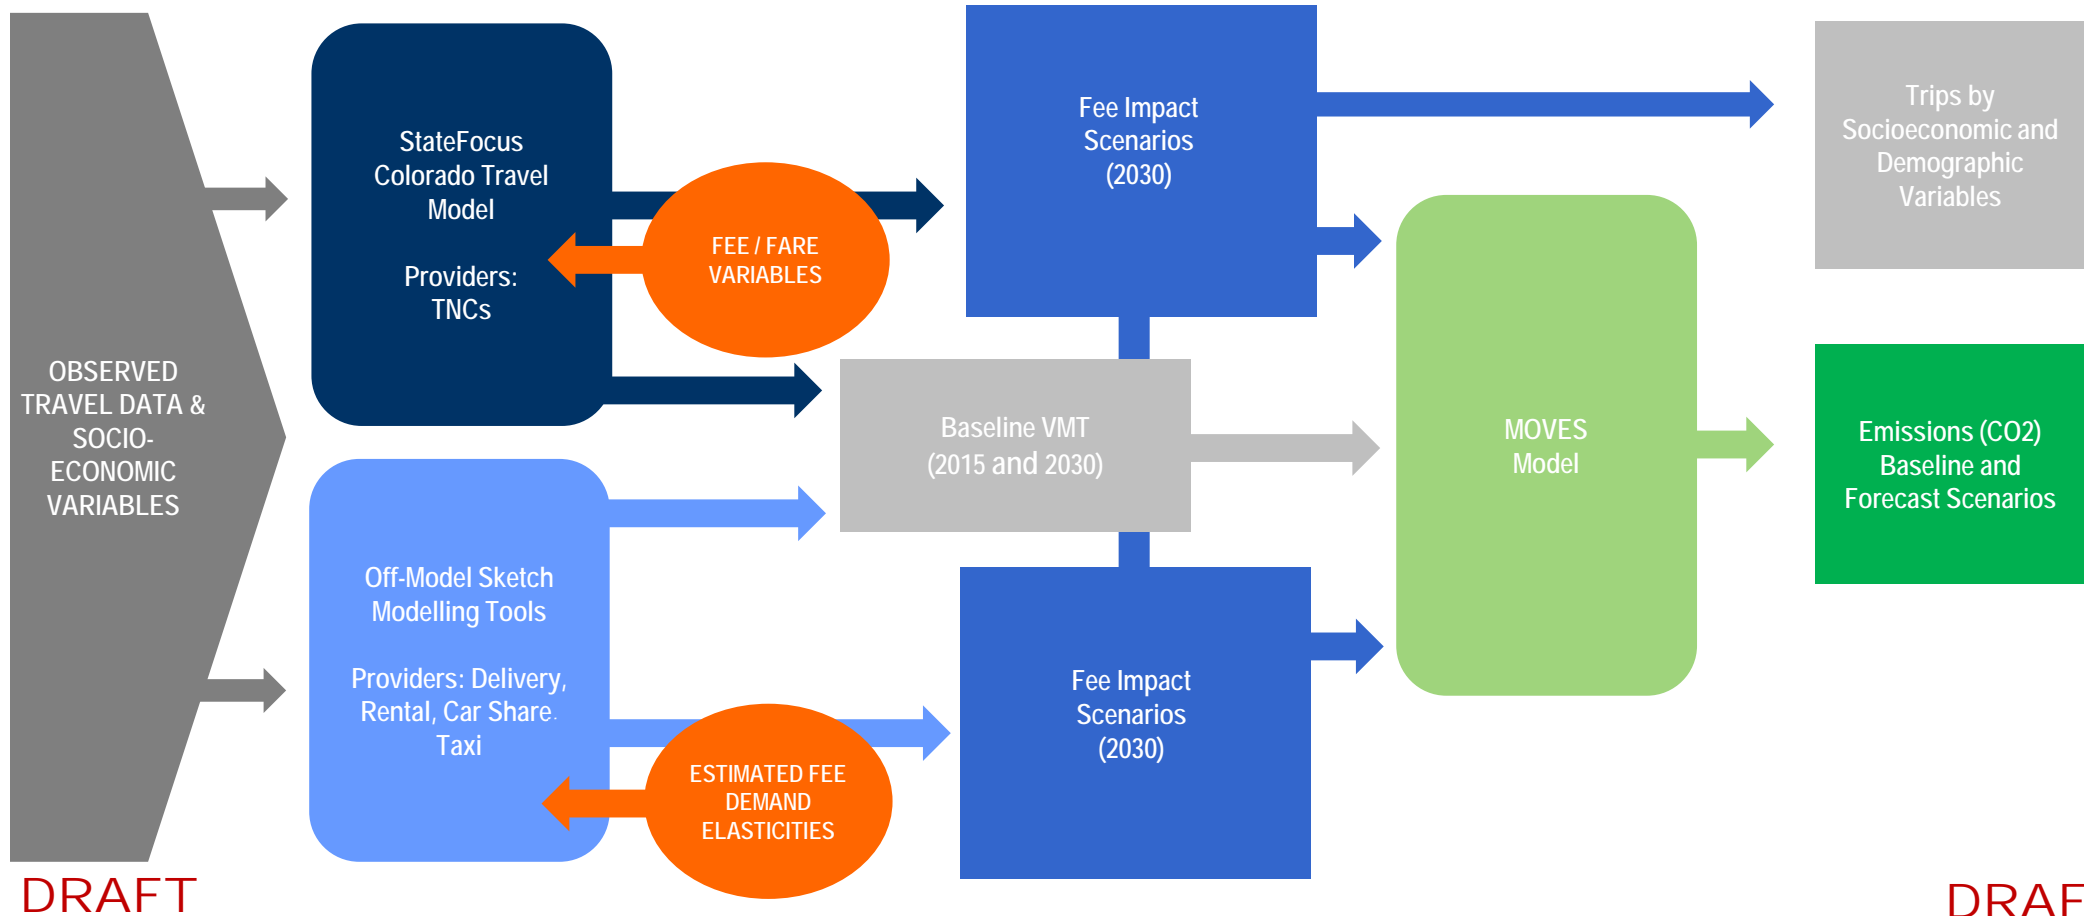 OBSERVED
TRAVEL DATA &
SOCIO-
ECONOMIC
VARIABLES
StateFocus
Colorado Travel
Model
Providers:
TNCs
FEE / FARE
VARIABLES
Fee Impact
Scenarios
(2030)
Trips by
Socioeconomic and
Demographic
Variables
Baseline VMT
(2015 and 2030)
MOVES
Model
Emissions (CO2)
Baseline and
Forecast Scenarios
Off-Model Sketch
Modelling Tools
Providers: Delivery,
Rental, Car Share.
Taxi
ESTIMATED FEE
DEMAND
ELASTICITIES
Fee Impact
Scenarios
(2030)
DRAFT
DRAF